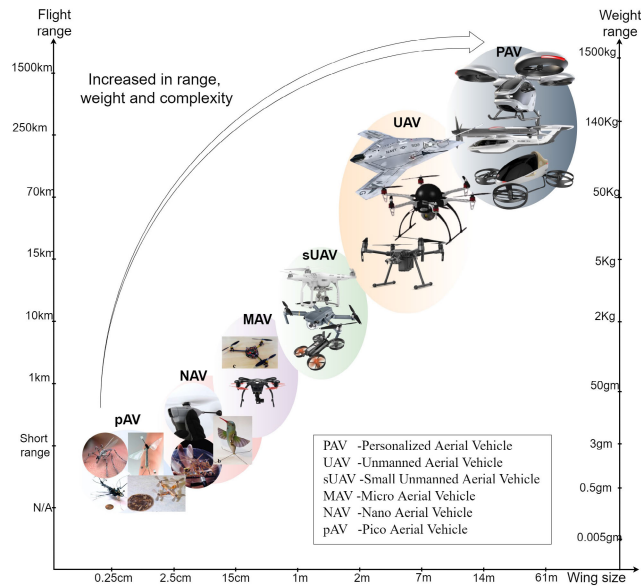 Flight
range
Weight
range
1500km
250km
70km
15km
10km
1km
Short
range
N/A
Increased in range,
weight and complexity
PAV
UAV
sUAV
MAV
NAV
pAV
c
a
b
1500kg
140Kg
50Kg
5Kg
2Kg
50gm
3gm
0.5gm
0.005gm
PAV -Personalized Aerial Vehicle
UAV -Unmanned Aerial Vehicle
sUAV -Small Unmanned Aerial Vehicle
MAV -Micro Aerial Vehicle
NAV -Nano Aerial Vehicle
pAV -Pico Aerial Vehicle
0.25cm
2.5cm
15cm
1m
2m
7m
14m
61m
Wing size